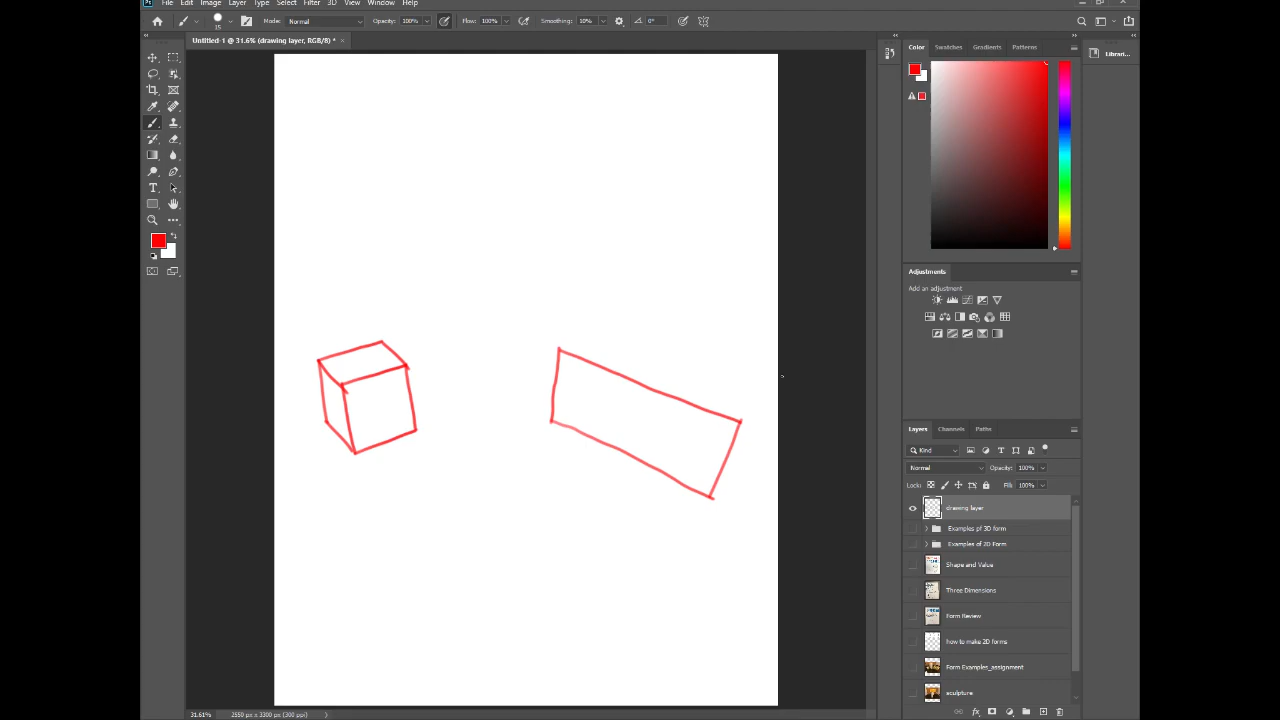 File Edit Image Layer Type Select Filter 3D View Window Help
15 Mode: Normal Opacity: 100% Flow: 100% Smoothing: 10% 0°
Untitled-1 @ 31.6% (drawing layer, RGB/8) *
Color Swatches Gradients Patterns
Librari...
Adjustments
Add an adjustment
Layers Channels Paths
Kind
Normal Opacity: 100%
Lock: Fill: 100%
drawing layer
Examples pf 3D form
Examples of 2D Form
Shape and Value
Three Dimensions
Form Review
how to make 2D forms
Form Examples_assignment
sculpture
31.61% 2550 px x 3300 px (300 ppi)